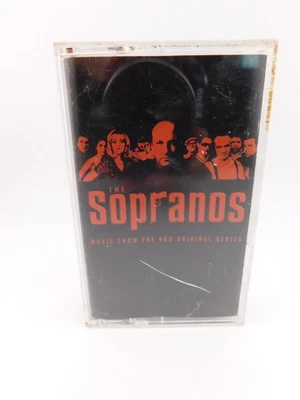 THE
Sopranos
MUSIC FROM THE HBO ORIGINAL SERIES